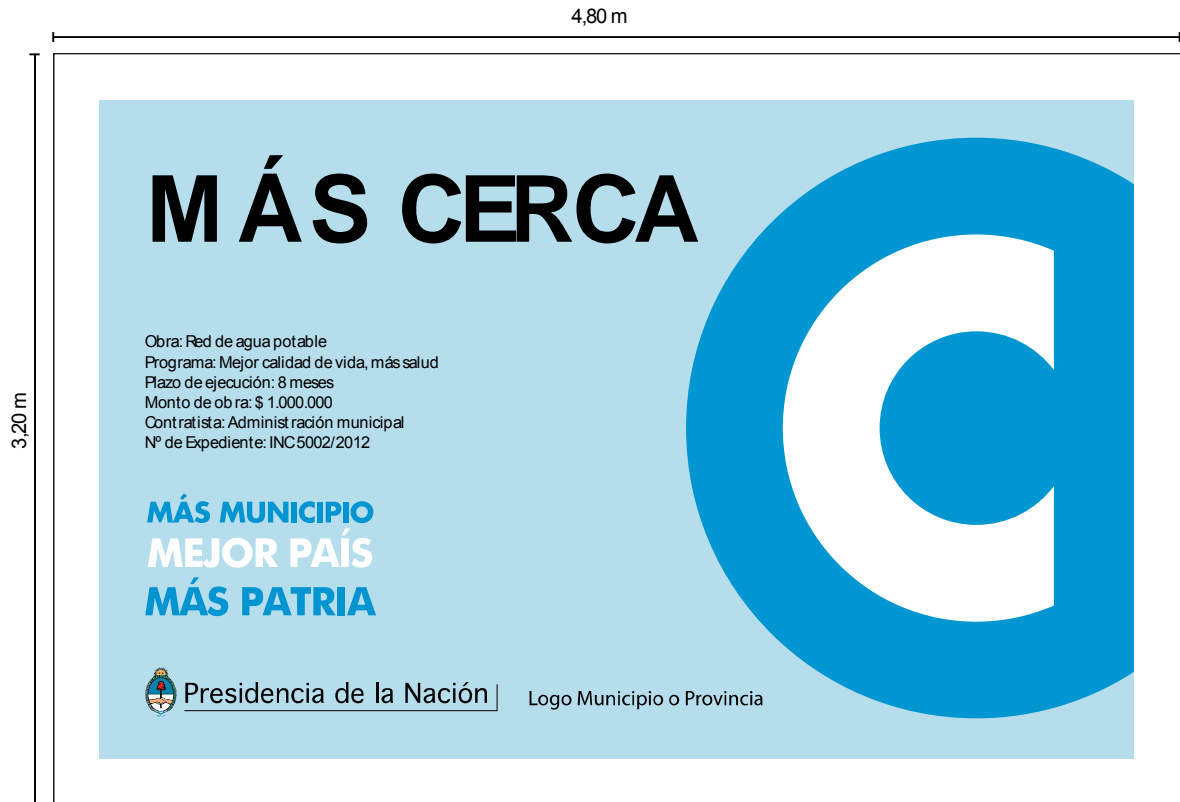 4,80 m
3,20 m
MÁS CERCA
Obra: Red de agua potable
Programa: Mejor calidad de vida, más salud
Plazo de ejecución: 8 meses
Monto de obra: $ 1.000.000
Contratista: Administración municipal
Nº de Expediente: INC5002/2012
MÁS MUNICIPIO
MEJOR PAÍS
MÁS PATRIA
Presidencia de la Nación
Logo Municipio o Provincia